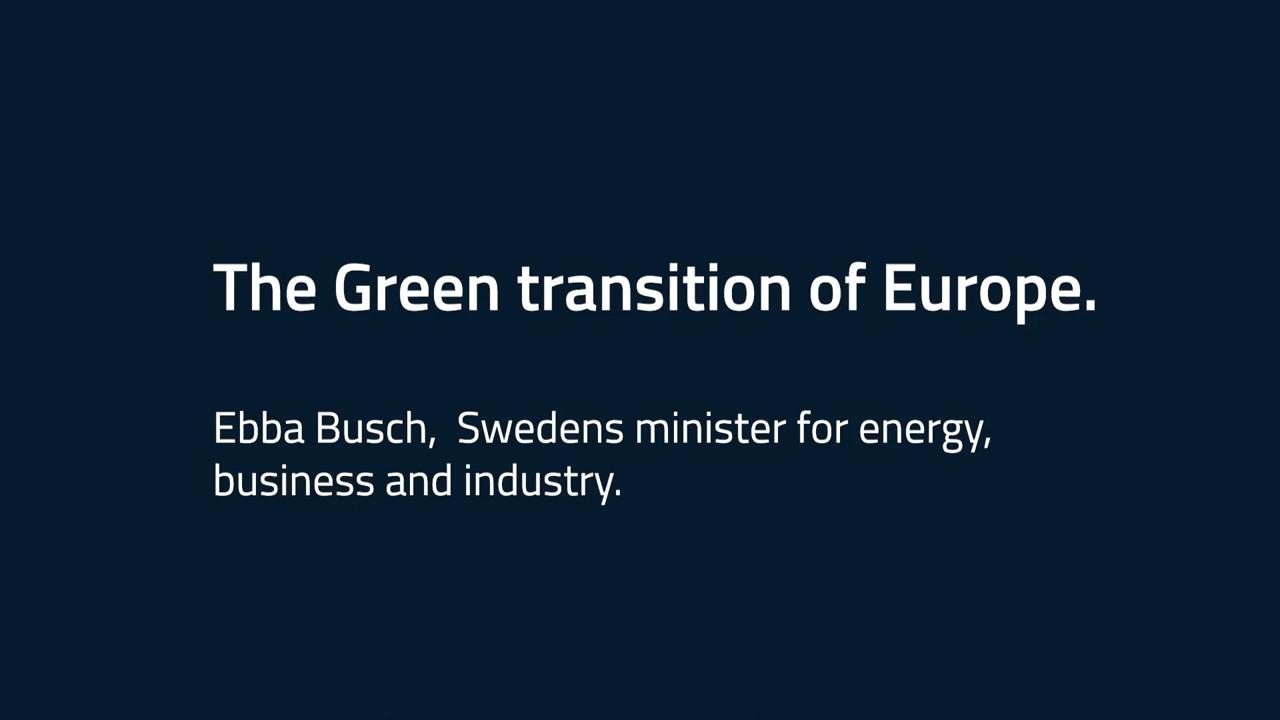 The Green transition of Europe.
Ebba Busch,  Swedens minister for energy,
business and industry.